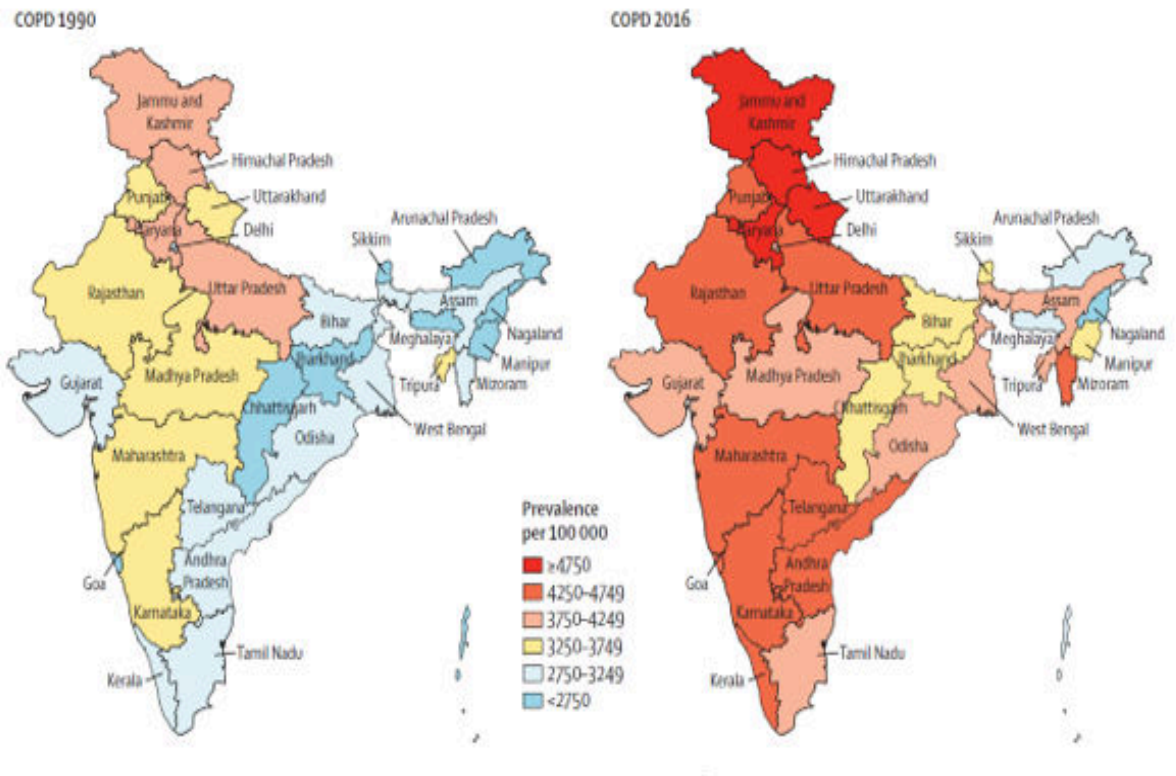 COPD 1990
Jammu and
Kashmir
Himachal Pradesh
Punjab
Uttarakhand
Haryana
Delhi
Arunachal Pradesh
Sikkim
Rajasthan
Uttar Pradesh
Assam
Bihar
Nagaland
Meghalaya
Jharkhand
Manipur
Gujarat
Madhya Pradesh
Tripura
Mizoram
Chhattisgarh
West Bengal
Odisha
Maharashtra
Telangana
Goa
Andhra
Pradesh
Karnataka
Tamil Nadu
Kerala
Prevalence
per 100 000
≥4750
4250–4749
3750–4249
3250–3749
2750–3249
<2750
COPD 2016
Jammu and
Kashmir
Himachal Pradesh
Punjab
Uttarakhand
Haryana
Delhi
Arunachal Pradesh
Sikkim
Rajasthan
Uttar Pradesh
Assam
Bihar
Nagaland
Meghalaya
Jharkhand
Manipur
Gujarat
Madhya Pradesh
Tripura
Mizoram
Chhattisgarh
West Bengal
Odisha
Maharashtra
Telangana
Goa
Andhra
Pradesh
Karnataka
Tamil Nadu
Kerala